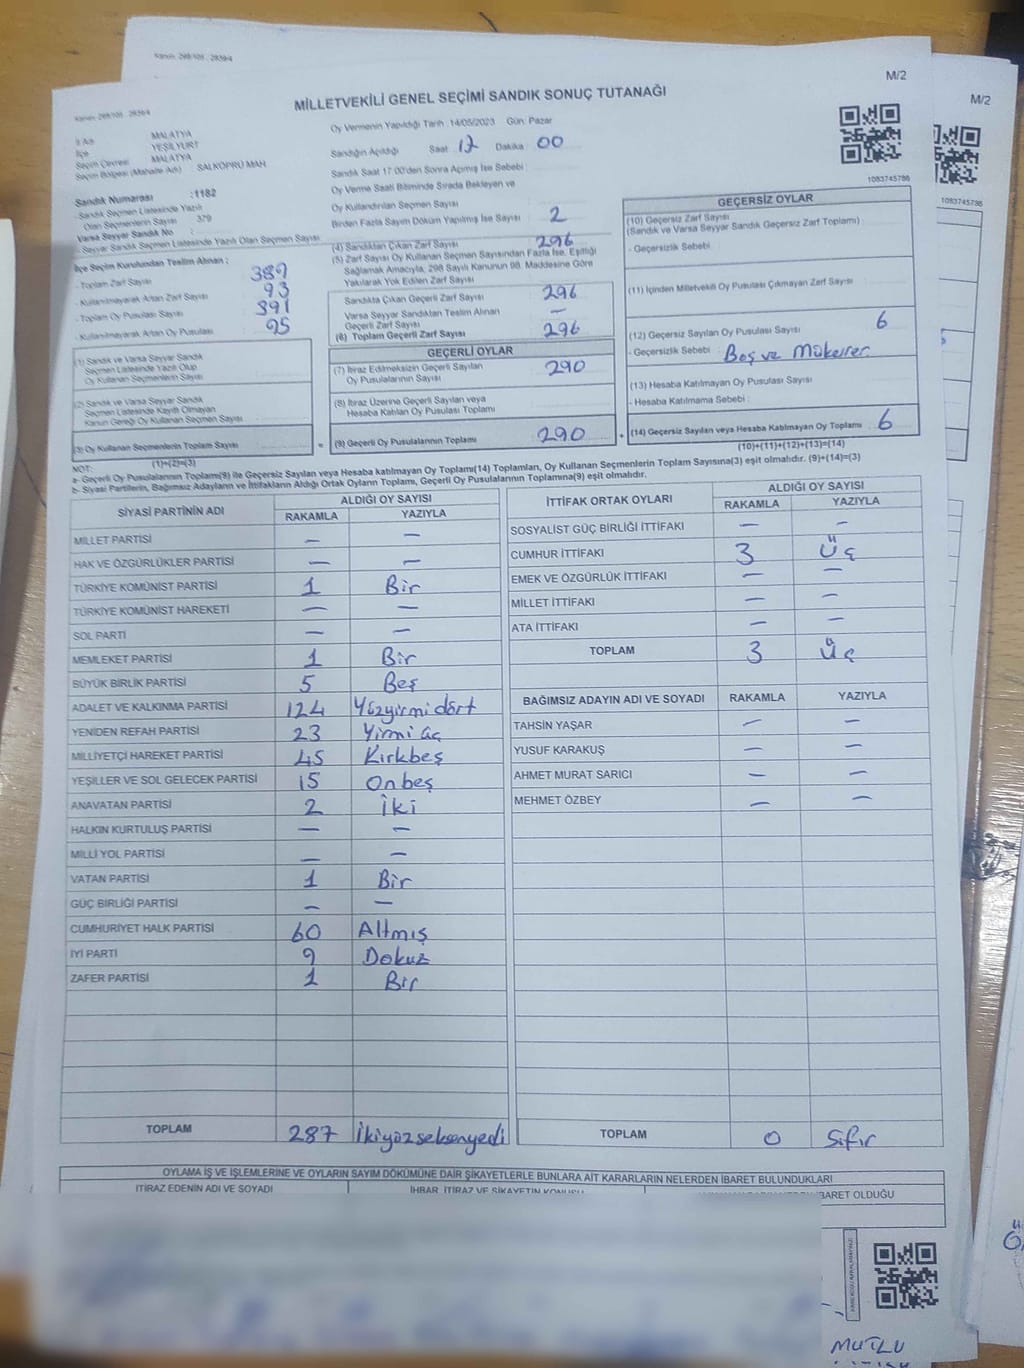 Kanun: 298/105 ; 2839/4
M/2
M/2
Kanun: 298/105 ; 2839/4
MİLLETVEKİLİ GENEL SEÇİMİ SANDIK SONUÇ TUTANAĞI
İl Adı MALATYA
İlçe YEŞİLYURT
Seçim Çevresi MALATYA
Seçim Bölgesi (Mahalle Adı) SALKÖPRÜ MAH
Sandık Numarası :1182
- Sandık Seçmen Listesinde Yazılı
Olan Seçmenlerin Sayısı 379
Varsa Seyyar Sandık No
- Seyyar Sandık Seçmen Listesinde Yazılı Olan Seçmen Sayısı :
İlçe Seçim Kurulundan Teslim Alınan ;
- Toplam Zarf Sayısı 389
- Kullanılmayarak Artan Zarf Sayısı 93
- Toplam Oy Pusulası Sayısı 391
- Kullanılmayarak Artan Oy Pusulası 95
(1) Sandık ve Varsa Seyyar Sandık
Seçmen Listesinde Yazılı Olup
Oy Kullanan Seçmenlerin Sayısı
(2) Sandık ve Varsa Seyyar Sandık
Seçmen Listesinde Kayıtlı Olmayan
Kanun Gereği Oy Kullanan Seçmen Sayısı
(3) Oy Kullanan Seçmenlerin Toplam Sayısı =
(1)+(2)=(3)
Oy Vermenin Yapıldığı Tarih :14/05/2023 Gün: Pazar
Sandığın Açıldığı Saat 17 Dakika 00
Sandık Saat 17:00'den Sonra Açılmış İse Sebebi :
Oy Verme Saati Bitiminde Sırada Bekleyen ve
Oy Kullandırılan Seçmen Sayısı
Birden Fazla Sayım Döküm Yapılmış İse Sayısı 2
(4) Sandıktan Çıkan Zarf Sayısı 296
(5) Zarf Sayısı Oy Kullanan Seçmen Sayısından Fazla İse, Eşitliği
Sağlamak Amacıyla, 298 Sayılı Kanunun 98. Maddesine Göre
Yakılarak Yok Edilen Zarf Sayısı
Sandıkta Çıkan Geçerli Zarf Sayısı 296
Varsa Seyyar Sandıktan Teslim Alınan
Geçerli Zarf Sayısı —
(6) Toplam Geçerli Zarf Sayısı 296
GEÇERLİ OYLAR
(7) İtiraz Edilmeksizin Geçerli Sayılan
Oy Pusulalarının Sayısı 290
(8) İtiraz Üzerine Geçerli Sayılan veya
Hesaba Katılan Oy Pusulası Toplamı
(9) Geçerli Oy Pusulalarının Toplamı 290 +
1083745786
1083745786
GEÇERSİZ OYLAR
(10) Geçersiz Zarf Sayısı
(Sandık ve Varsa Seyyar Sandık Geçersiz Zarf Toplamı)
- Geçersizlik Sebebi
(11) İçinden Milletvekili Oy Pusulası Çıkmayan Zarf Sayısı
(12) Geçersiz Sayılan Oy Pusulası Sayısı 6
- Geçersizlik Sebebi Boş ve Mükerrer
(13) Hesaba Katılmayan Oy Pusulası Sayısı
- Hesaba Katılmama Sebebi :
(14) Geçersiz Sayılan veya Hesaba Katılmayan Oy Toplamı 6
(10)+(11)+(12)+(13)=(14)
NOT:
a- Geçerli Oy Pusulalarının Toplamı(9) ile Geçersiz Sayılan veya Hesaba katılmayan Oy Toplamı(14) Toplamları, Oy Kullanan Seçmenlerin Toplam Sayısına(3) eşit olmalıdır. (9)+(14)=(3)
b- Siyasi Partilerin, Bağımsız Adayların ve İttifakların Aldığı Ortak Oyların Toplamı, Geçerli Oy Pusulalarının Toplamına(9) eşit olmalıdır.
SİYASİ PARTİNİN ADI ALDIĞI OY SAYISI
RAKAMLA YAZIYLA
MİLLET PARTİSİ — —
HAK VE ÖZGÜRLÜKLER PARTİSİ — —
TÜRKİYE KOMÜNİST PARTİSİ 1 Bir
TÜRKİYE KOMÜNİST HAREKETİ — —
SOL PARTİ — —
MEMLEKET PARTİSİ 1 Bir
BÜYÜK BİRLİK PARTİSİ 5 Beş
ADALET VE KALKINMA PARTİSİ 124 Yüzyirmidört
YENİDEN REFAH PARTİSİ 23 Yirmi üç
MİLLİYETÇİ HAREKET PARTİSİ 45 Kırkbeş
YEŞİLLER VE SOL GELECEK PARTİSİ 15 Onbeş
ANAVATAN PARTİSİ 2 İki
HALKIN KURTULUŞ PARTİSİ — —
MİLLİ YOL PARTİSİ — —
VATAN PARTİSİ 1 Bir
GÜÇ BİRLİĞİ PARTİSİ — —
CUMHURİYET HALK PARTİSİ 60 Altmış
İYİ PARTİ 9 Dokuz
ZAFER PARTİSİ 1 Bir
TOPLAM 287 İkiyüzseksenyedi
İTTİFAK ORTAK OYLARI ALDIĞI OY SAYISI
RAKAMLA YAZIYLA
SOSYALİST GÜÇ BİRLİĞİ İTTİFAKI — —
CUMHUR İTTİFAKI 3 Üç
EMEK VE ÖZGÜRLÜK İTTİFAKI — —
MİLLET İTTİFAKI — —
ATA İTTİFAKI — —
TOPLAM 3 Üç
BAĞIMSIZ ADAYIN ADI VE SOYADI RAKAMLA YAZIYLA
TAHSİN YAŞAR — —
YUSUF KARAKUŞ — —
AHMET MURAT SARICI — —
MEHMET ÖZBEY — —
TOPLAM 0 Sıfır
OYLAMA İŞ VE İŞLEMLERİNE VE OYLARIN SAYIM DÖKÜMÜNE DAİR ŞİKAYETLERLE BUNLARA AİT KARARLARIN NELERDEN İBARET BULUNDUKLARI
İTİRAZ EDENİN ADI VE SOYADI İHBAR, İTİRAZ VE ŞİKAYETİN KONUSU İBARET OLDUĞU
MUTLU